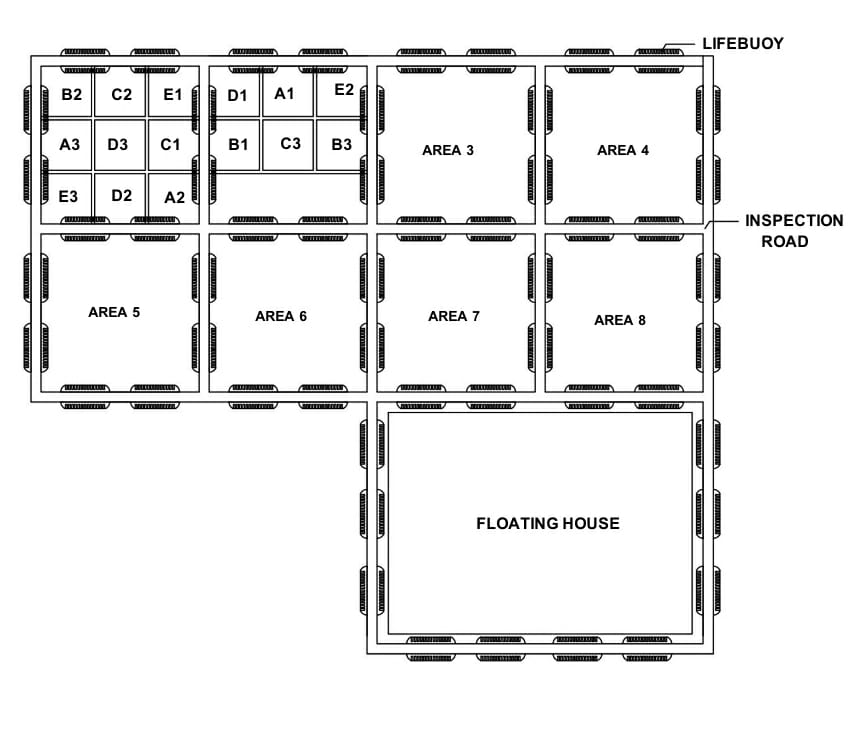 LIFEBUOY
B2 C2 E1 D1 A1 E2
A3 D3 C1 B1 C3 B3 AREA 3 AREA 4
E3 D2 A2
INSPECTION
ROAD
AREA 5 AREA 6 AREA 7 AREA 8
FLOATING HOUSE